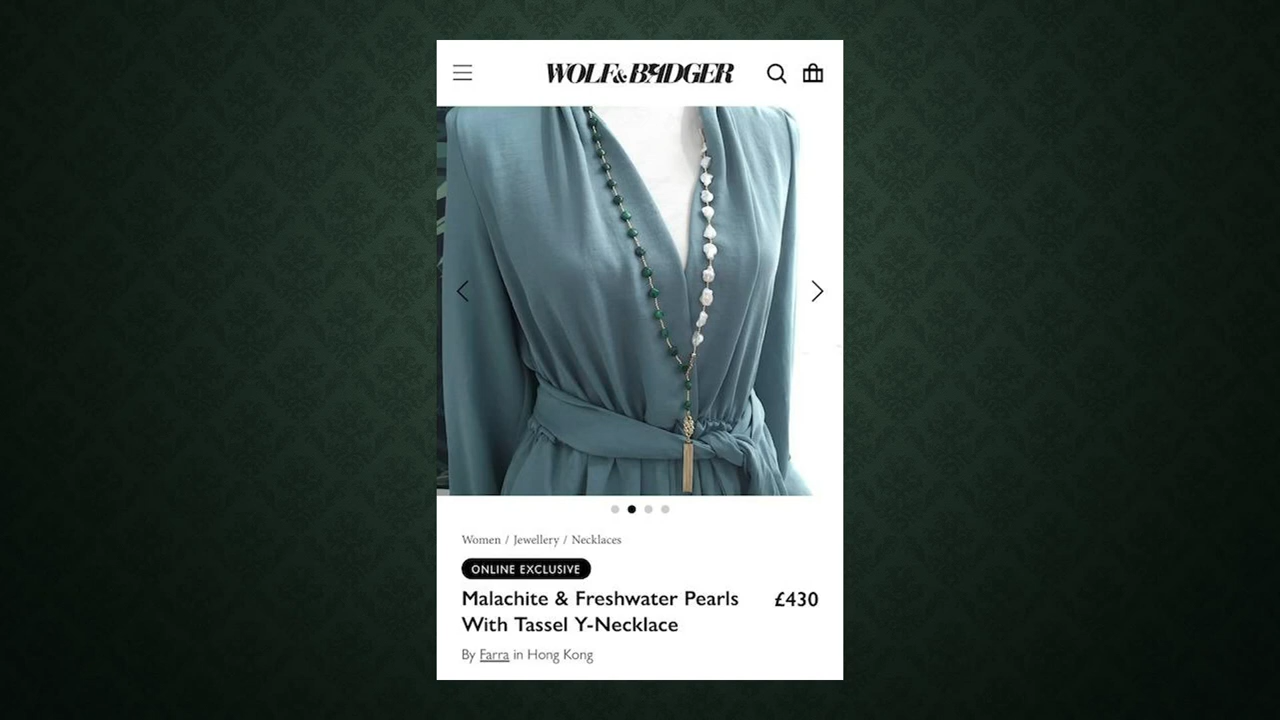 WOLF & BADGER
Women / Jewellery / Necklaces
ONLINE EXCLUSIVE
Malachite & Freshwater Pearls
£430
With Tassel Y-Necklace
By Farra in Hong Kong